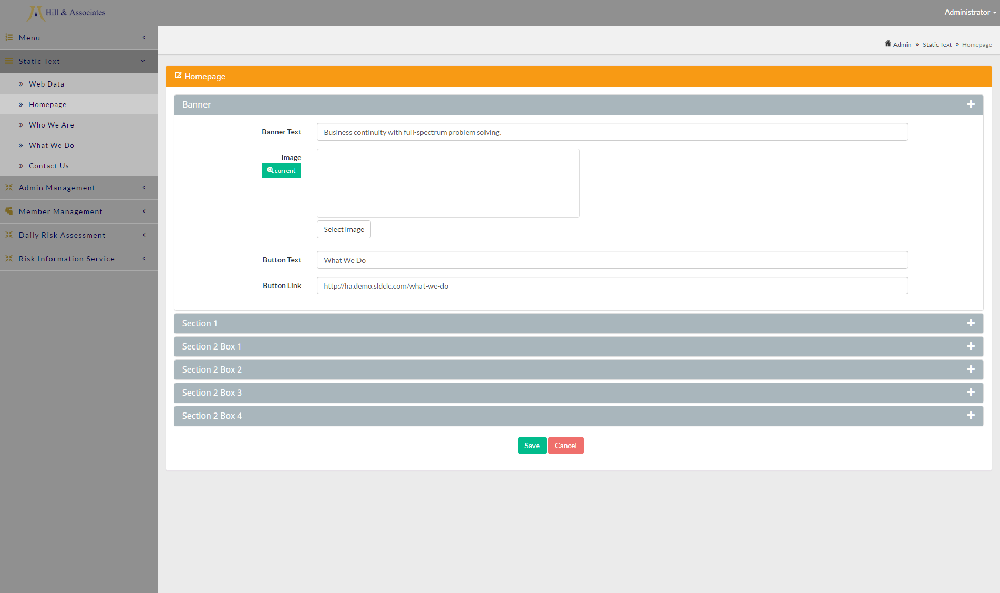 Hill & Associates
Administrator
Menu
Static Text
Web Data
Homepage
Who We Are
What We Do
Contact Us
Admin Management
Member Management
Daily Risk Assessment
Risk Information Service
Admin » Static Text » Homepage
Homepage
Banner
Banner Text
Business continuity with full-spectrum problem solving.
Image
current
Select image
Button Text
What We Do
Button Link
http://ha.demo.sldclc.com/what-we-do
Section 1
Section 2 Box 1
Section 2 Box 2
Section 2 Box 3
Section 2 Box 4
Save Cancel